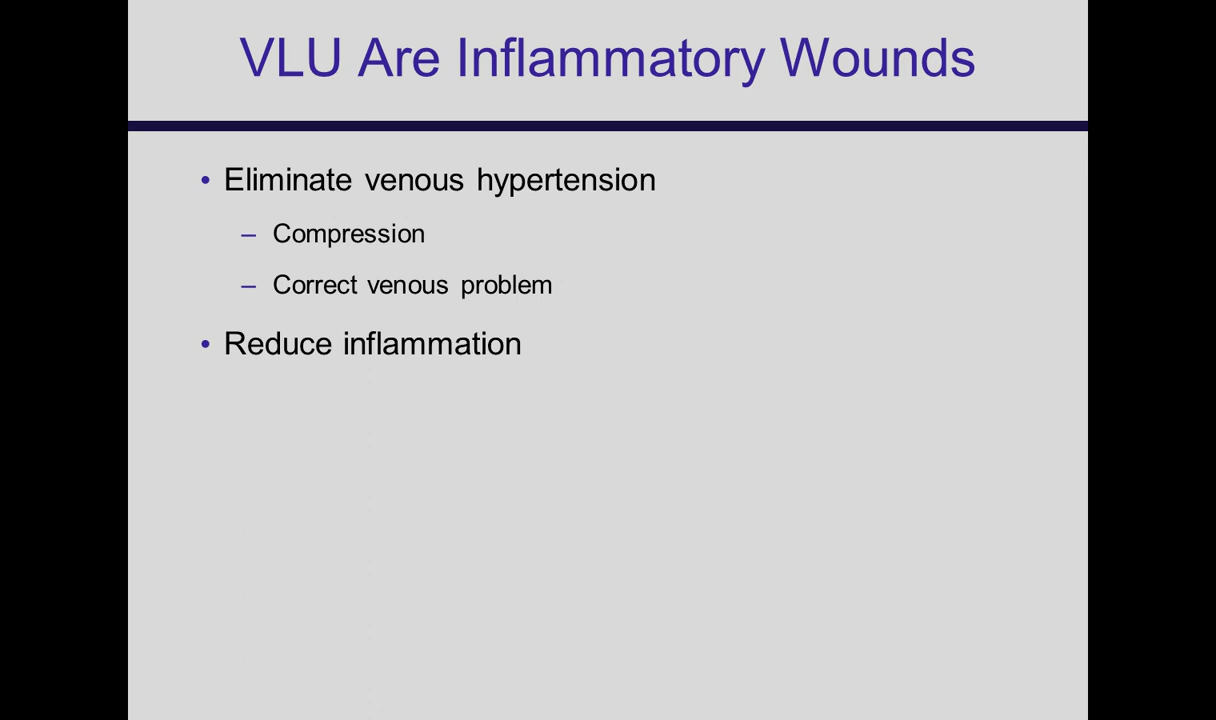 VLU Are Inflammatory Wounds
• Eliminate venous hypertension
– Compression
– Correct venous problem
• Reduce inflammation